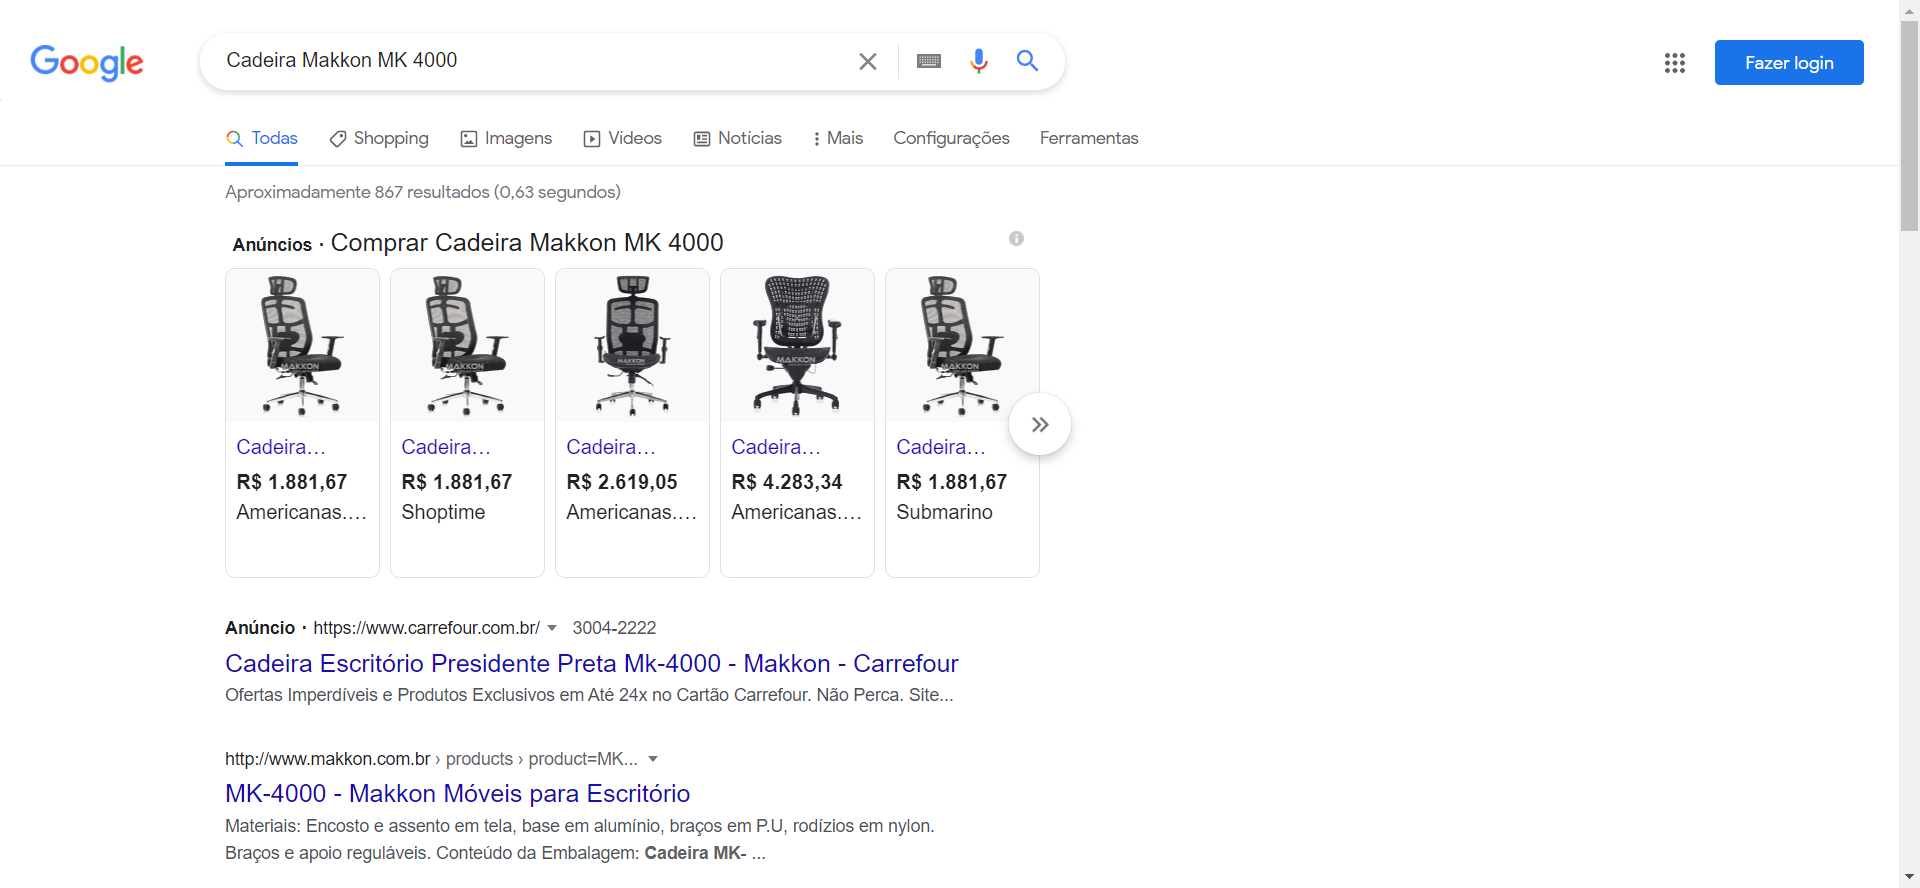 Google
Cadeira Makkon MK 4000
Fazer login
Todas
Shopping
Imagens
Vídeos
Notícias
Mais
Configurações
Ferramentas
Aproximadamente 867 resultados (0,63 segundos)
Anúncios · Comprar Cadeira Makkon MK 4000
MAKKON
MAKKON
MAKKON
MAKKON
MAKKON
Cadeira...
R$ 1.881,67
Americanas....
Cadeira...
R$ 1.881,67
Shoptime
Cadeira...
R$ 2.619,05
Americanas....
Cadeira...
R$ 4.283,34
Americanas....
Cadeira...
R$ 1.881,67
Submarino
Anúncio · https://www.carrefour.com.br/ 3004-2222
Cadeira Escritório Presidente Preta Mk-4000 - Makkon - Carrefour
Ofertas Imperdíveis e Produtos Exclusivos em Até 24x no Cartão Carrefour. Não Perca. Site...
http://www.makkon.com.br › products › product=MK...
MK-4000 - Makkon Móveis para Escritório
Materiais: Encosto e assento em tela, base em alumínio, braços em P.U, rodízios em nylon.
Braços e apoio reguláveis. Conteúdo da Embalagem: Cadeira MK- ...